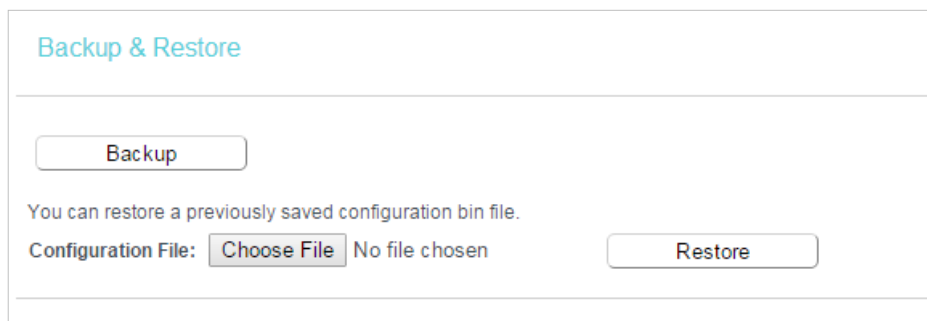 Backup & Restore
Backup
You can restore a previously saved configuration bin file.
Configuration File: Choose File No file chosen Restore